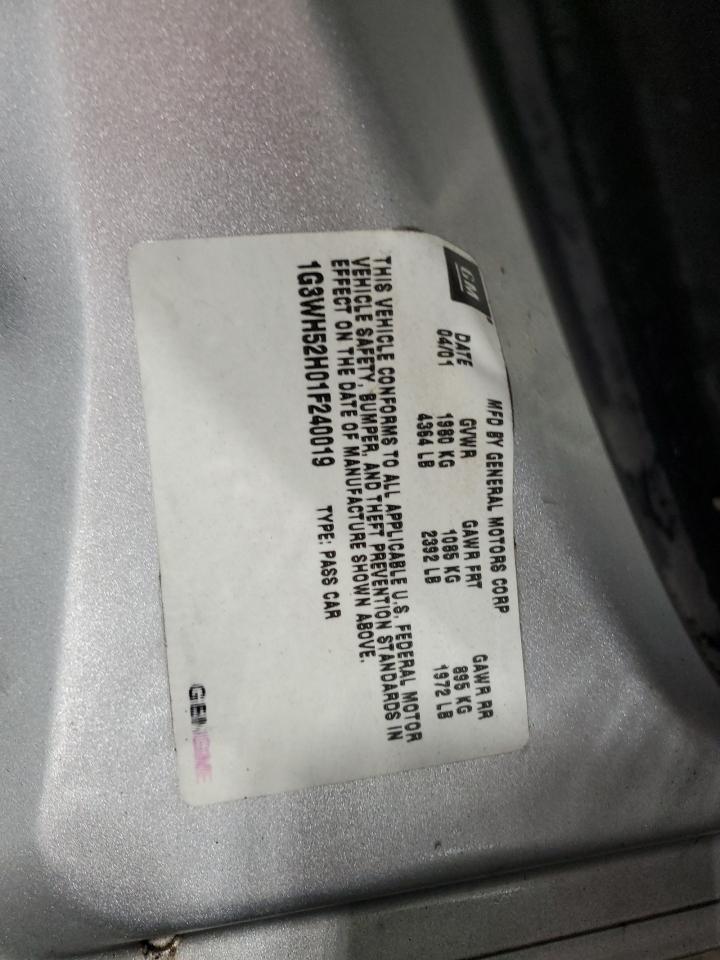 GM
MFD BY GENERAL MOTORS CORP
DATE GVWR GAWR FRT GAWR RR
04/01 1980 KG 1085 KG 895 KG
4364 LB 2392 LB 1972 LB
THIS VEHICLE CONFORMS TO ALL APPLICABLE U.S. FEDERAL MOTOR
VEHICLE SAFETY, BUMPER, AND THEFT PREVENTION STANDARDS IN
EFFECT ON THE DATE OF MANUFACTURE SHOWN ABOVE.
1G3WH52H01F240019 TYPE: PASS CAR